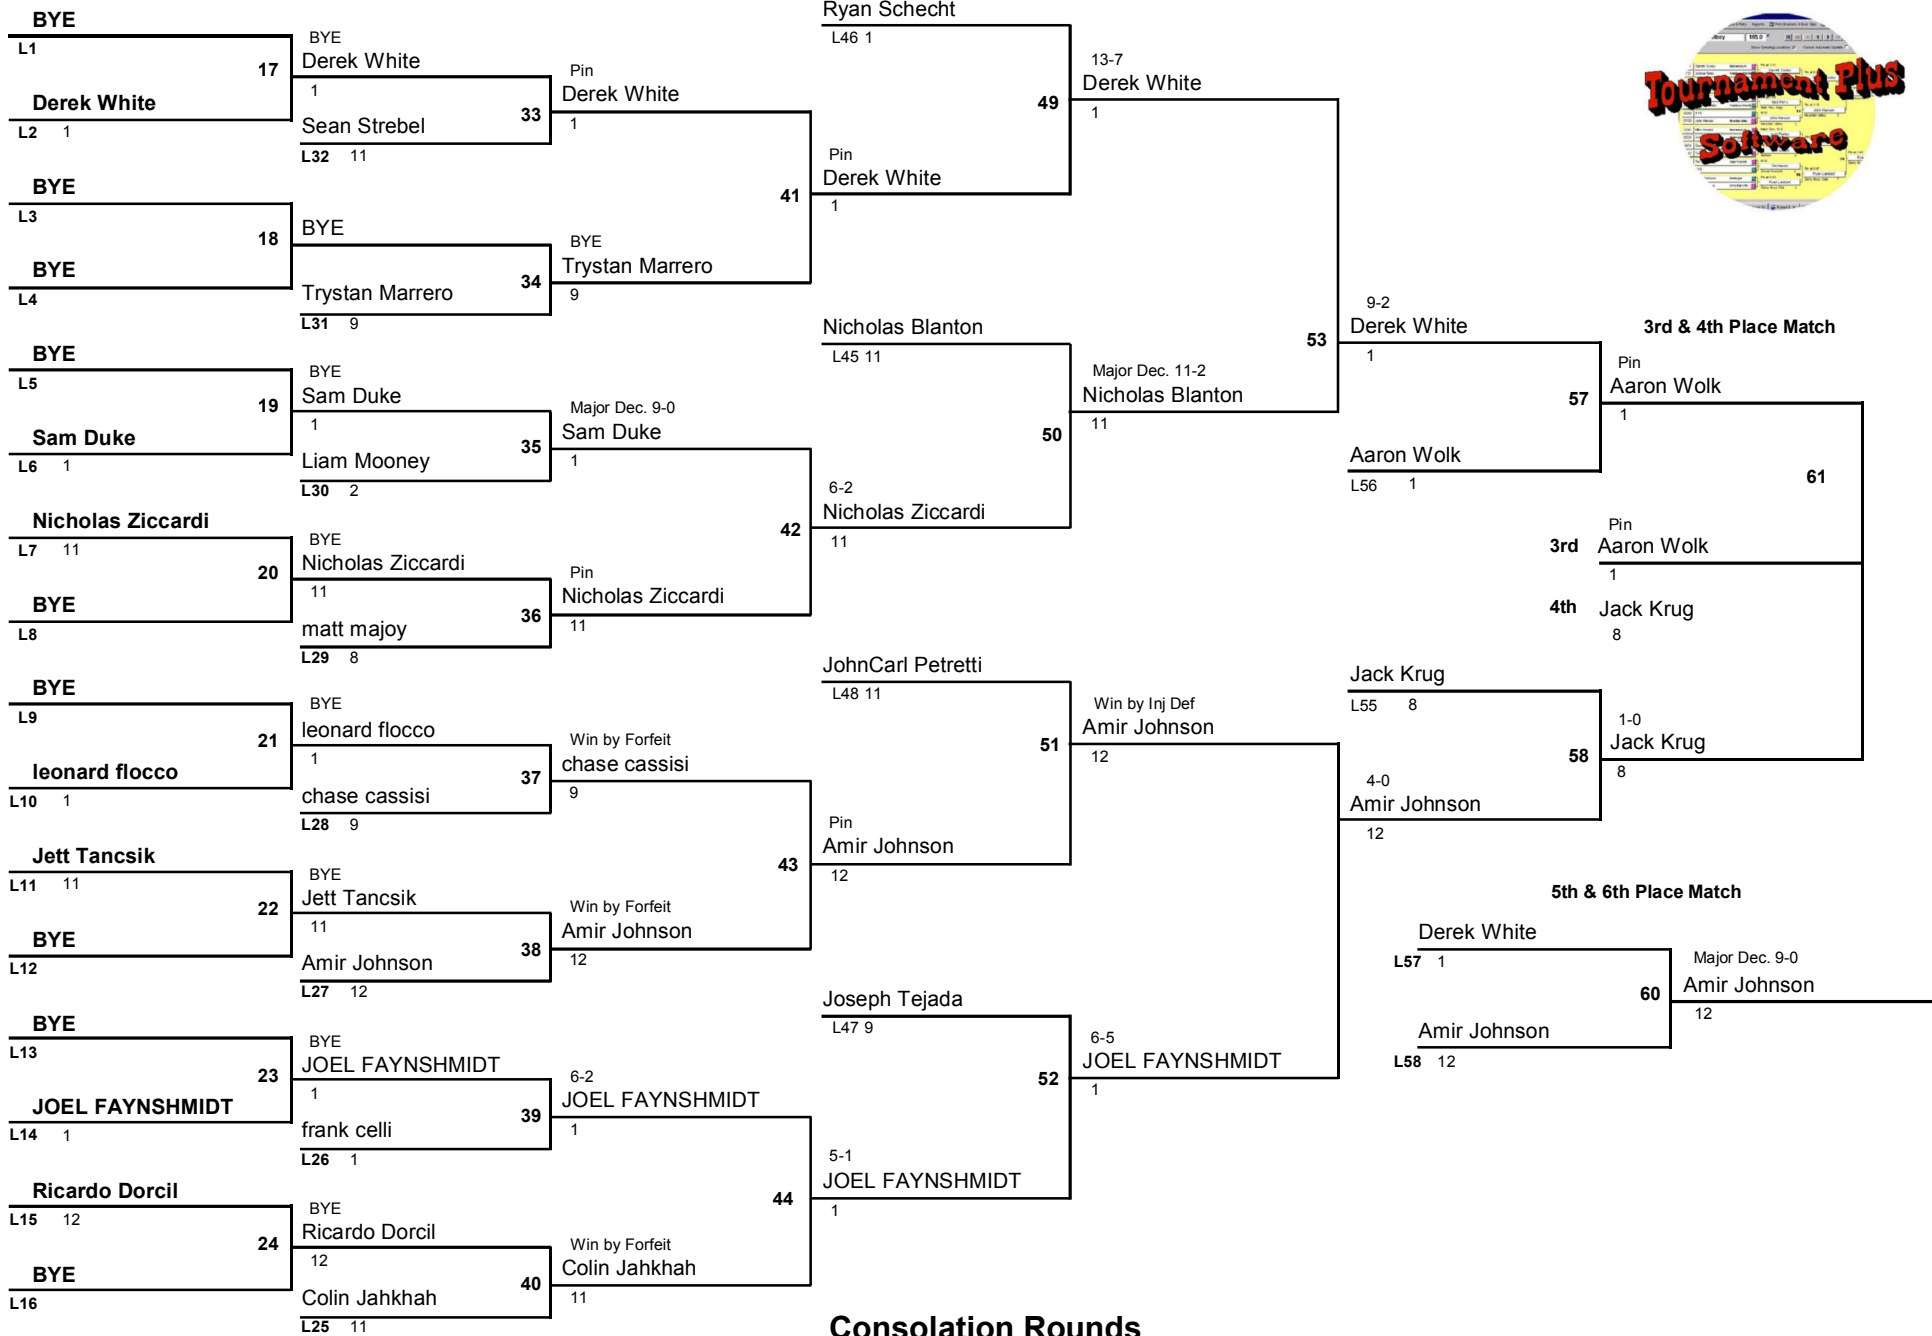 BYE
L1
17
Derek White
L2 1
BYE
L3
18
BYE
L4
BYE
L5
19
Sam Duke
L6 1
Nicholas Ziccardi
L7 11
20
BYE
L8
BYE
L9
21
leonard flocco
L10 1
Jett Tancsik
L11 11
22
BYE
L12
BYE
L13
23
JOEL FAYNSHMIDT
L14 1
Ricardo Dorcil
L15 12
24
BYE
L16
BYE
Derek White
1
33
Sean Strebel
L32 11
BYE
34
Trystan Marrero
L31 9
BYE
Sam Duke
1
35
Liam Mooney
L30 2
BYE
Nicholas Ziccardi
11
36
matt majoy
L29 8
BYE
leonard flocco
1
37
chase cassisi
L28 9
BYE
Jett Tancsik
11
38
Amir Johnson
L27 12
BYE
JOEL FAYNSHMIDT
1
39
frank celli
L26 1
BYE
Ricardo Dorcil
12
40
Colin Jahkhah
L25 11
Pin
Derek White
1
41
BYE
Trystan Marrero
9
Major Dec. 9-0
Sam Duke
1
42
Pin
Nicholas Ziccardi
11
Win by Forfeit
chase cassisi
9
43
Win by Forfeit
Amir Johnson
12
6-2
JOEL FAYNSHMIDT
1
44
Win by Forfeit
Colin Jahkhah
11
Ryan Schecht
L46 1
49
Pin
Derek White
1
Nicholas Blanton
L45 11
50
6-2
Nicholas Ziccardi
11
JohnCarl Petretti
L48 11
51
Pin
Amir Johnson
12
Joseph Tejada
L47 9
52
5-1
JOEL FAYNSHMIDT
1
13-7
Derek White
1
53
Major Dec. 11-2
Nicholas Blanton
11
Win by Inj Def
Amir Johnson
12
6-5
JOEL FAYNSHMIDT
1
9-2
Derek White
1
57
Aaron Wolk
L56 1
Jack Krug
L55 8
58
4-0
Amir Johnson
12
3rd & 4th Place Match
Pin
Aaron Wolk
1
61
Pin
3rd Aaron Wolk
1
4th Jack Krug
8
1-0
Jack Krug
8
5th & 6th Place Match
Derek White
L57 1
60
Amir Johnson
L58 12
Major Dec. 9-0
Amir Johnson
12
Tournament Plus
Software
Consolation Rounds